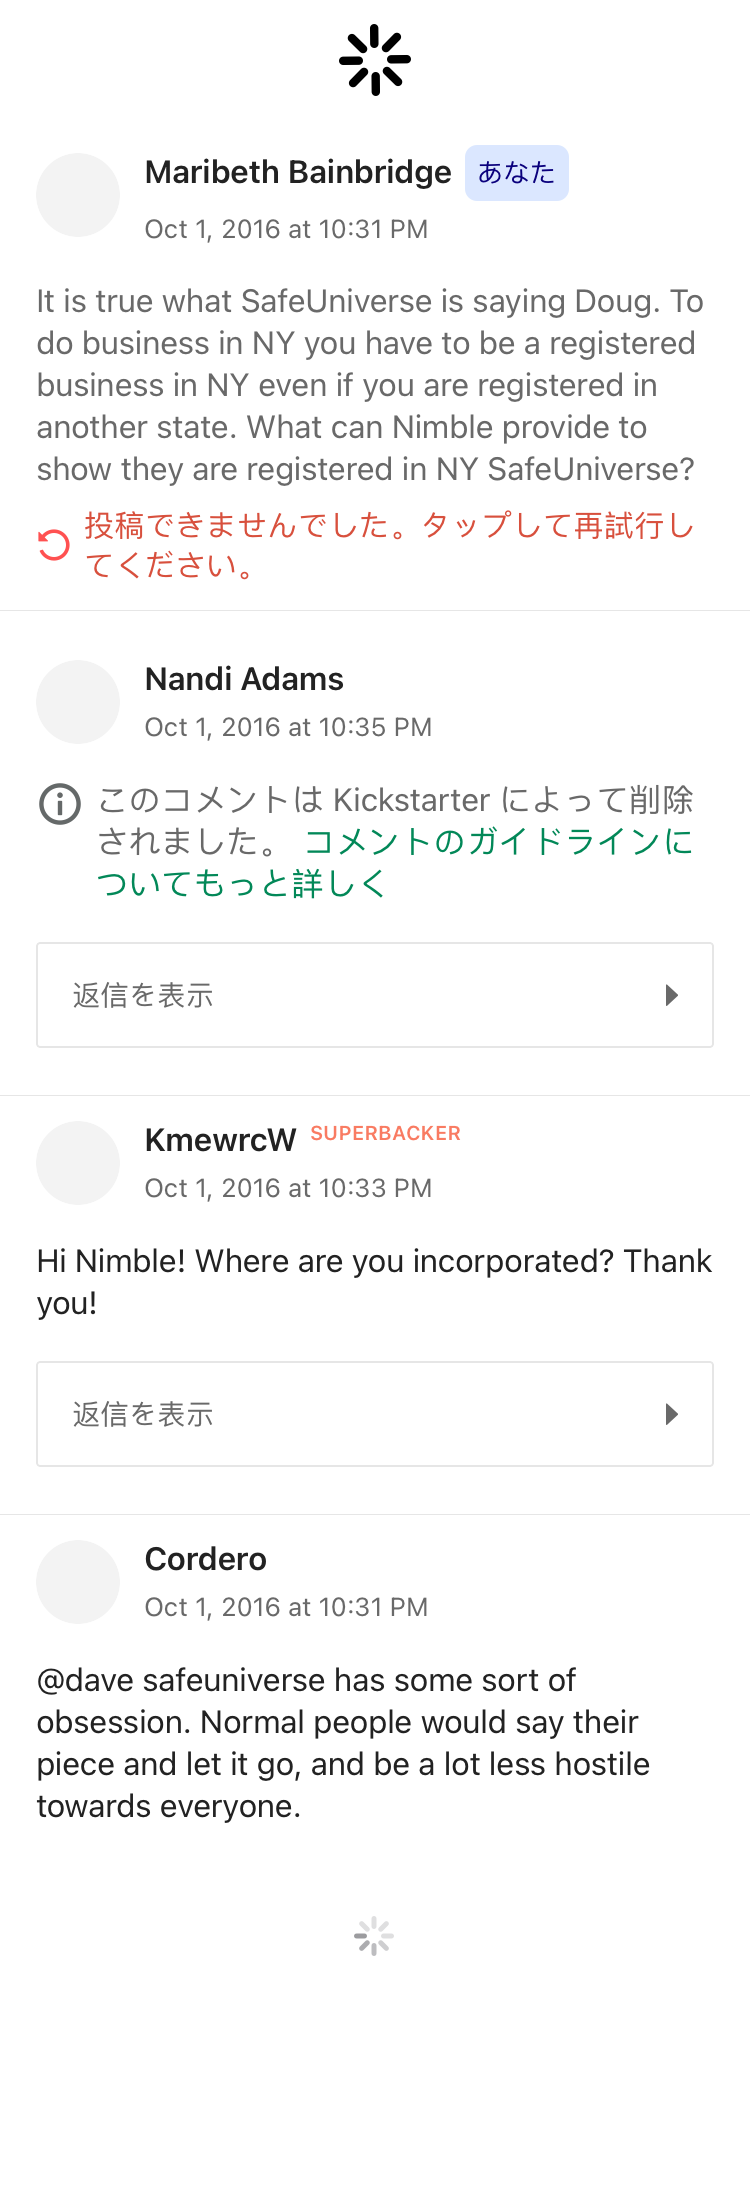 Maribeth Bainbridge あなた
Oct 1, 2016 at 10:31 PM
It is true what SafeUniverse is saying Doug. To
do business in NY you have to be a registered
business in NY even if you are registered in
another state. What can Nimble provide to
show they are registered in NY SafeUniverse?
投稿できませんでした。タップして再試行し
てください。
Nandi Adams
Oct 1, 2016 at 10:35 PM
このコメントは Kickstarter によって削除
されました。 コメントのガイドラインに
ついてもっと詳しく
返信を表示
KmewrcW SUPERBACKER
Oct 1, 2016 at 10:33 PM
Hi Nimble! Where are you incorporated? Thank
you!
返信を表示
Cordero
Oct 1, 2016 at 10:31 PM
@dave safeuniverse has some sort of
obsession. Normal people would say their
piece and let it go, and be a lot less hostile
towards everyone.